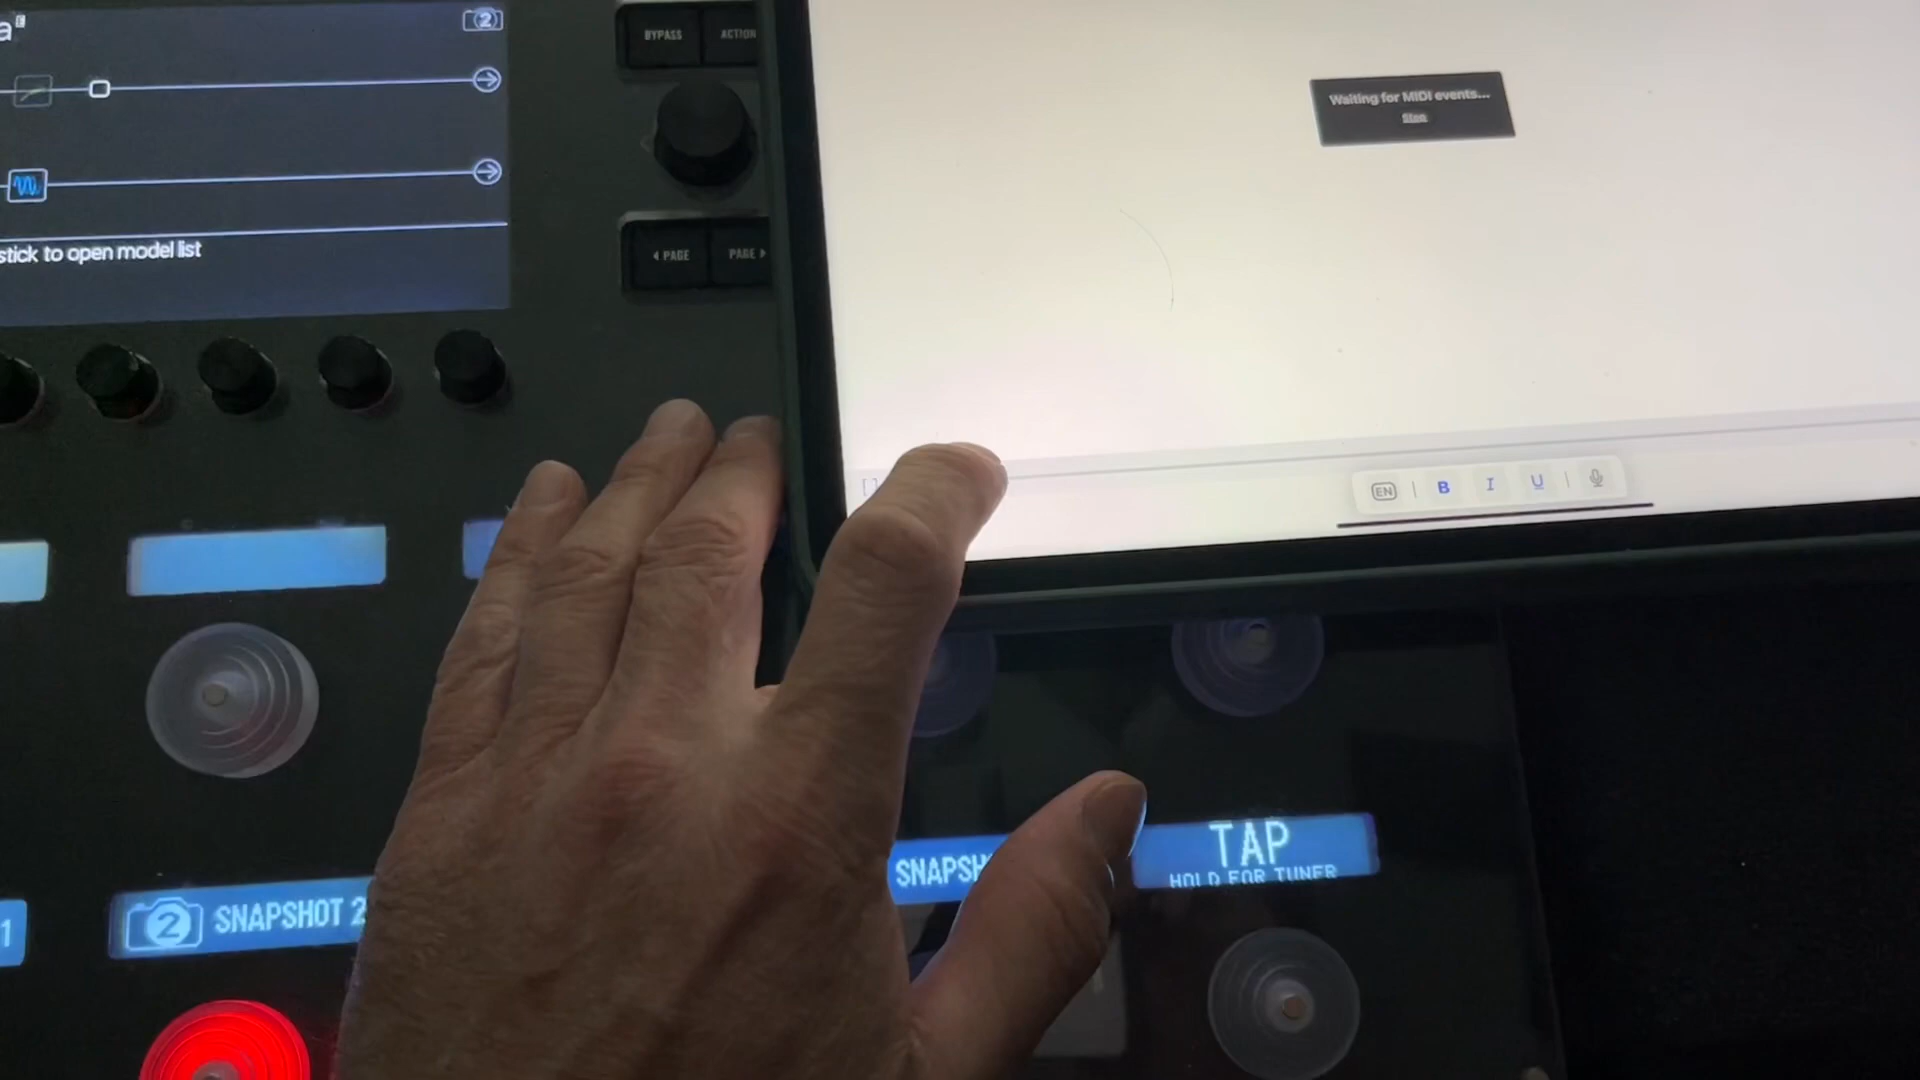 2
BYPASS
ACTION
Waiting for MIDI events...
Stop
stick to open model list
◀ PAGE
PAGE ▶
[ ]
EN
B
I
U
SNAPSH
TAP
HOLD FOR TUNER
1
2 SNAPSHOT 2